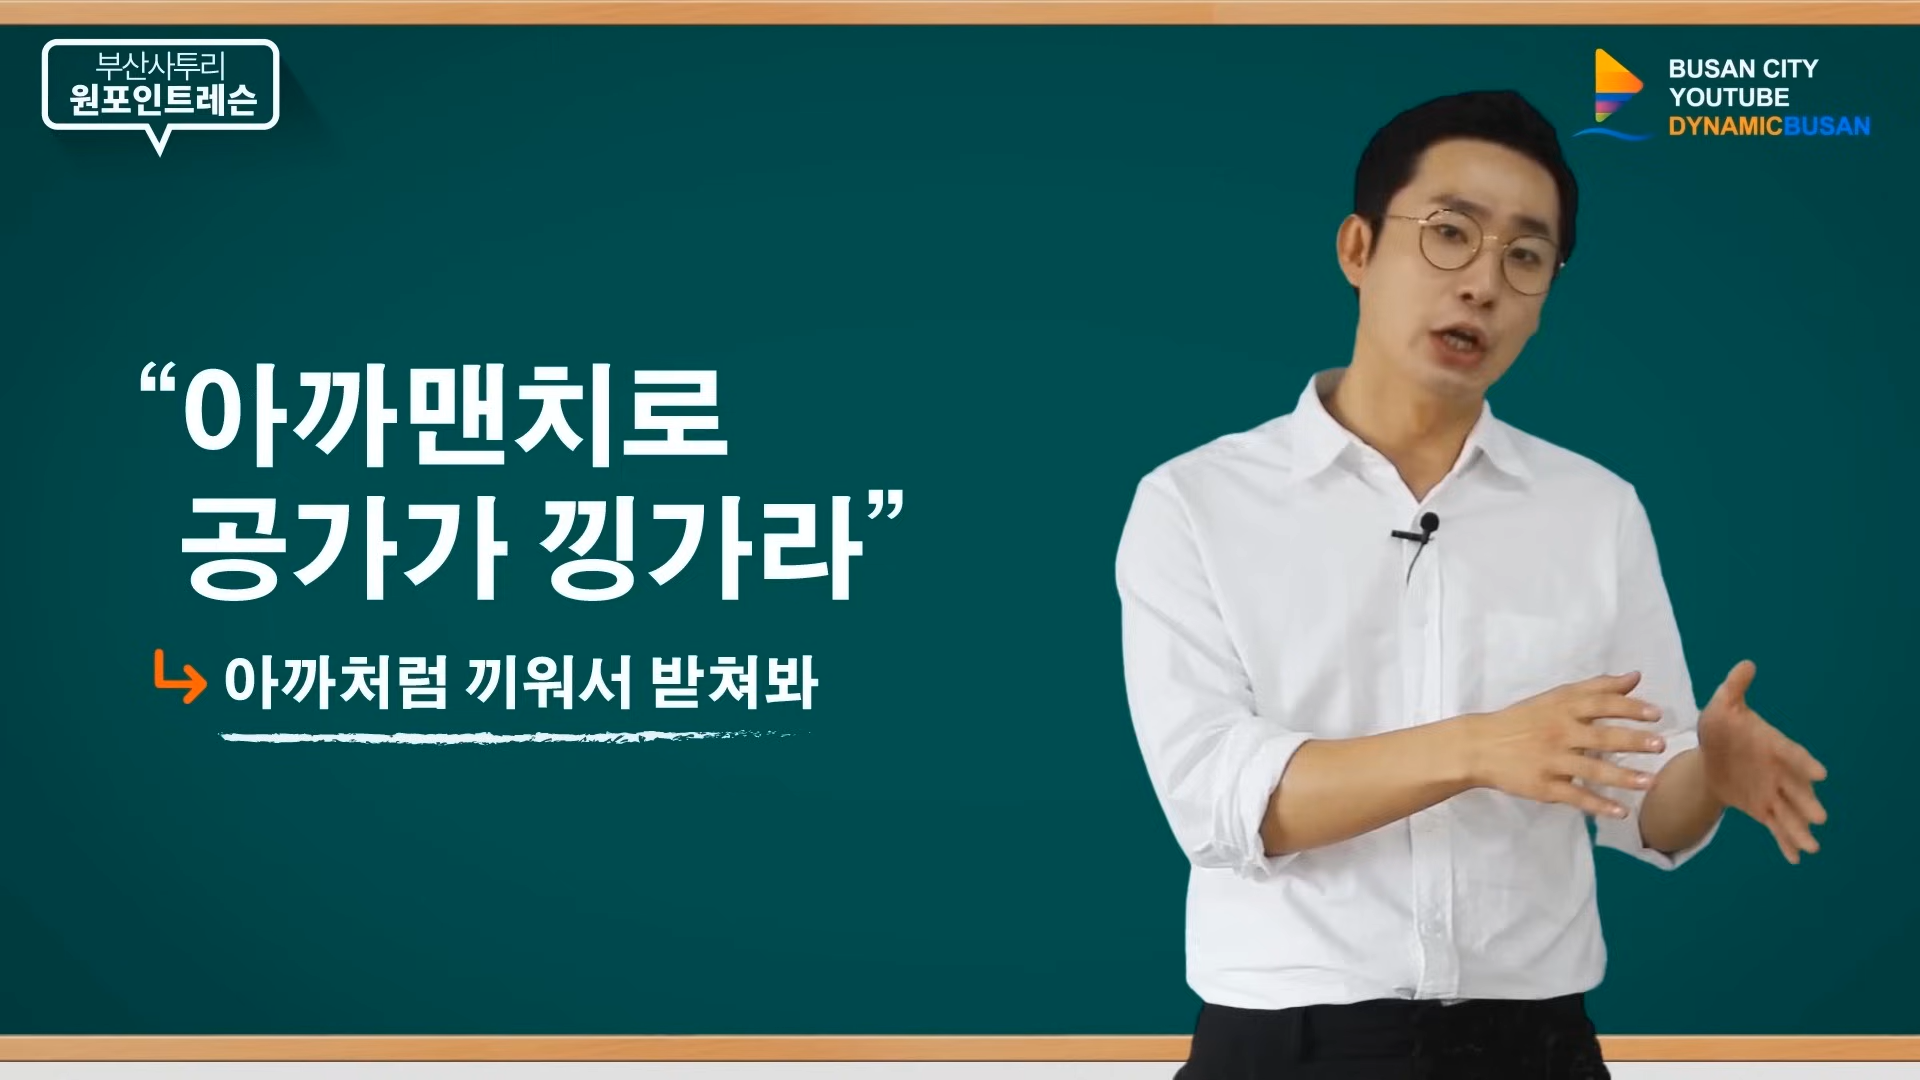 부산사투리
원포인트레슨
BUSAN CITY
YOUTUBE
DYNAMICBUSAN
“아까맨치로
공가가 낑가라”
아까처럼 끼워서 받쳐봐